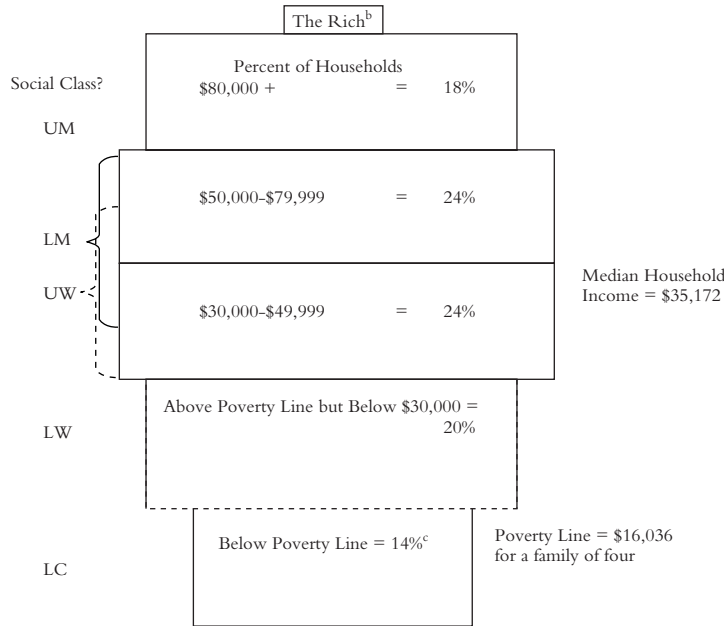 The Richb
Percent of Households
Social Class?
$80,000 + = 18%
UM
$50,000–$79,999 = 24%
LM
Median Household
UW
Income = $35,172
$30,000–$49,999 = 24%
Above Poverty Line but Below $30,000 =
20%
LW
Below Poverty Line = 14%c
Poverty Line = $16,036
for a family of four
LC